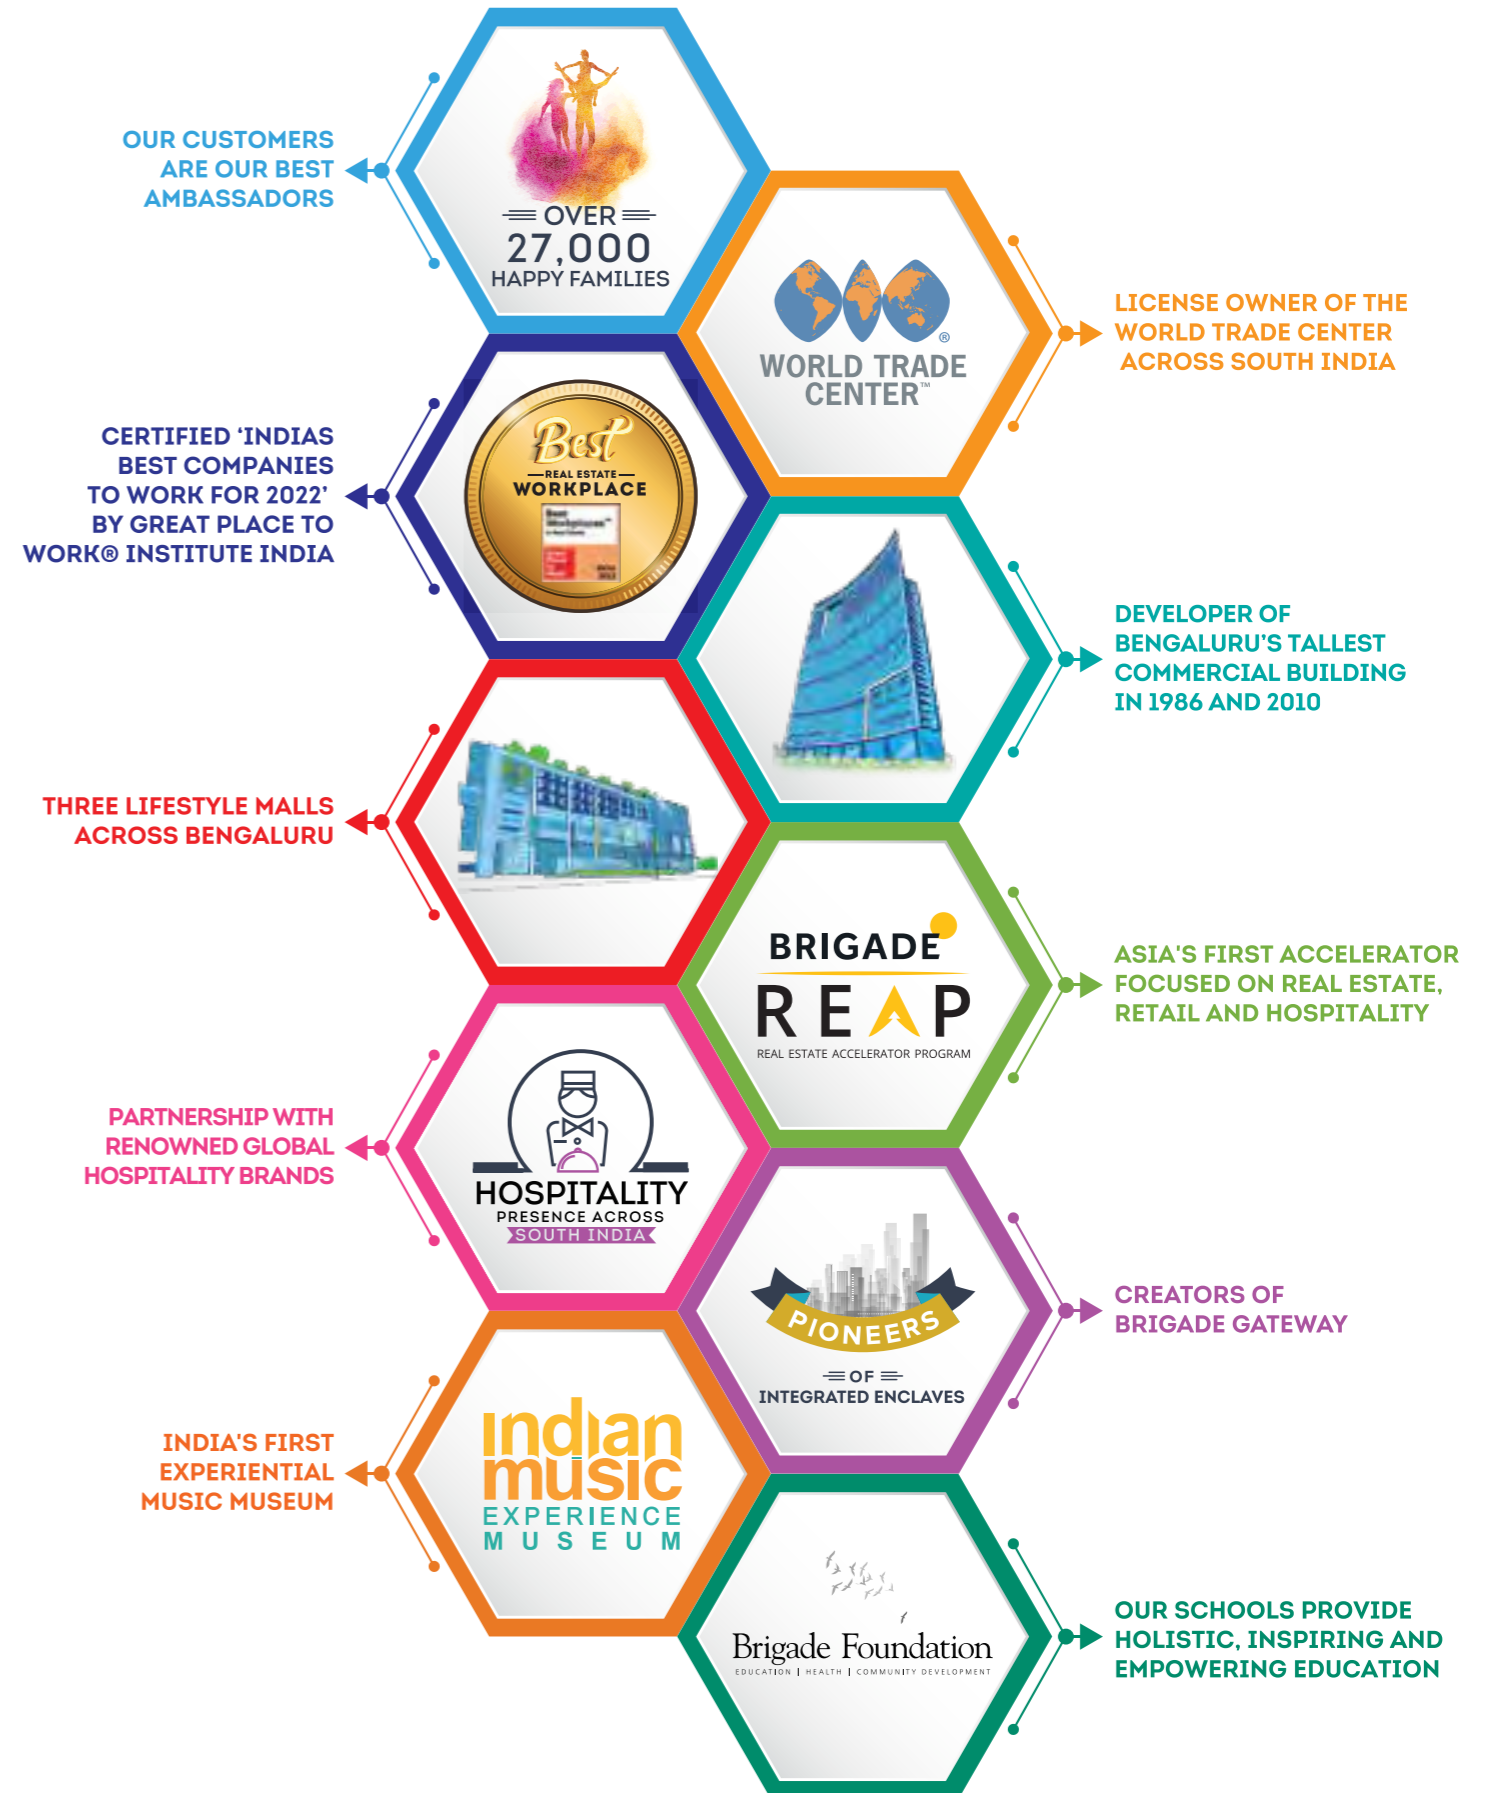 OUR CUSTOMERS
ARE OUR BEST
AMBASSADORS
OVER
27,000
HAPPY FAMILIES
LICENSE OWNER OF THE
WORLD TRADE CENTER
ACROSS SOUTH INDIA
®
WORLD TRADE
CENTER™
CERTIFIED ‘INDIAS
BEST COMPANIES
TO WORK FOR 2022’
BY GREAT PLACE TO
WORK® INSTITUTE INDIA
Best
REAL ESTATE
WORKPLACE
Best
Workplaces™
DEVELOPER OF
BENGALURU’S TALLEST
COMMERCIAL BUILDING
IN 1986 AND 2010
THREE LIFESTYLE MALLS
ACROSS BENGALURU
BRIGADE
REAP
REAL ESTATE ACCELERATOR PROGRAM
ASIA'S FIRST ACCELERATOR
FOCUSED ON REAL ESTATE,
RETAIL AND HOSPITALITY
PARTNERSHIP WITH
RENOWNED GLOBAL
HOSPITALITY BRANDS
HOSPITALITY
PRESENCE ACROSS
SOUTH INDIA
PIONEERS
OF
INTEGRATED ENCLAVES
CREATORS OF
BRIGADE GATEWAY
INDIA'S FIRST
EXPERIENTIAL
MUSIC MUSEUM
indian
music
EXPERIENCE
MUSEUM
Brigade Foundation
EDUCATION | HEALTH | COMMUNITY DEVELOPMENT
OUR SCHOOLS PROVIDE
HOLISTIC, INSPIRING AND
EMPOWERING EDUCATION